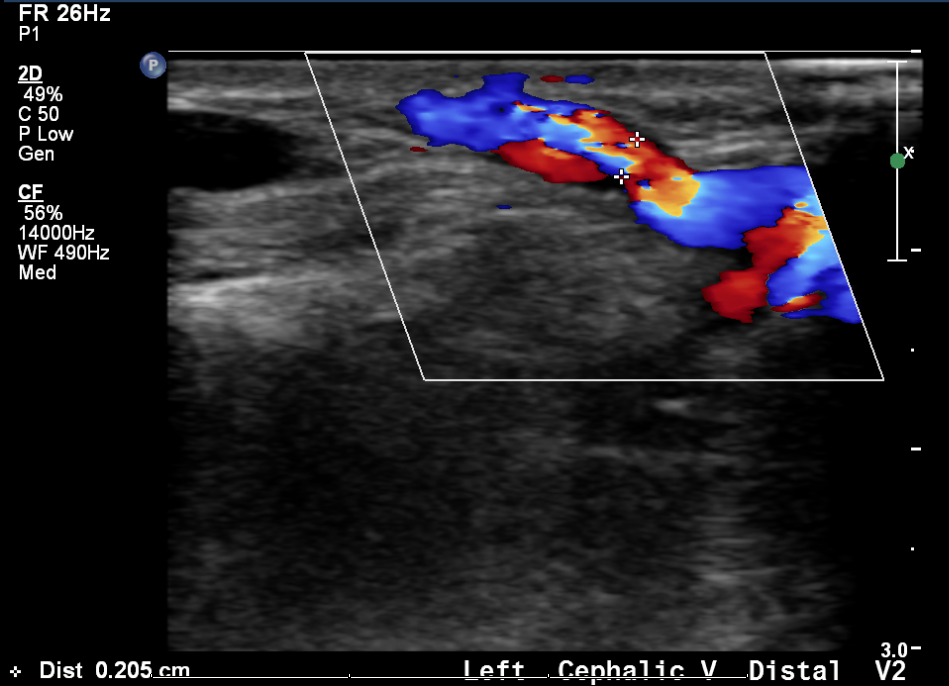 FR 26Hz
P1
2D
49%
C 50
P Low
Gen
CF
56%
14000Hz
WF 490Hz
Med
P
X
3.0
Dist 0.205 cm
Left Cephalic V Distal V2